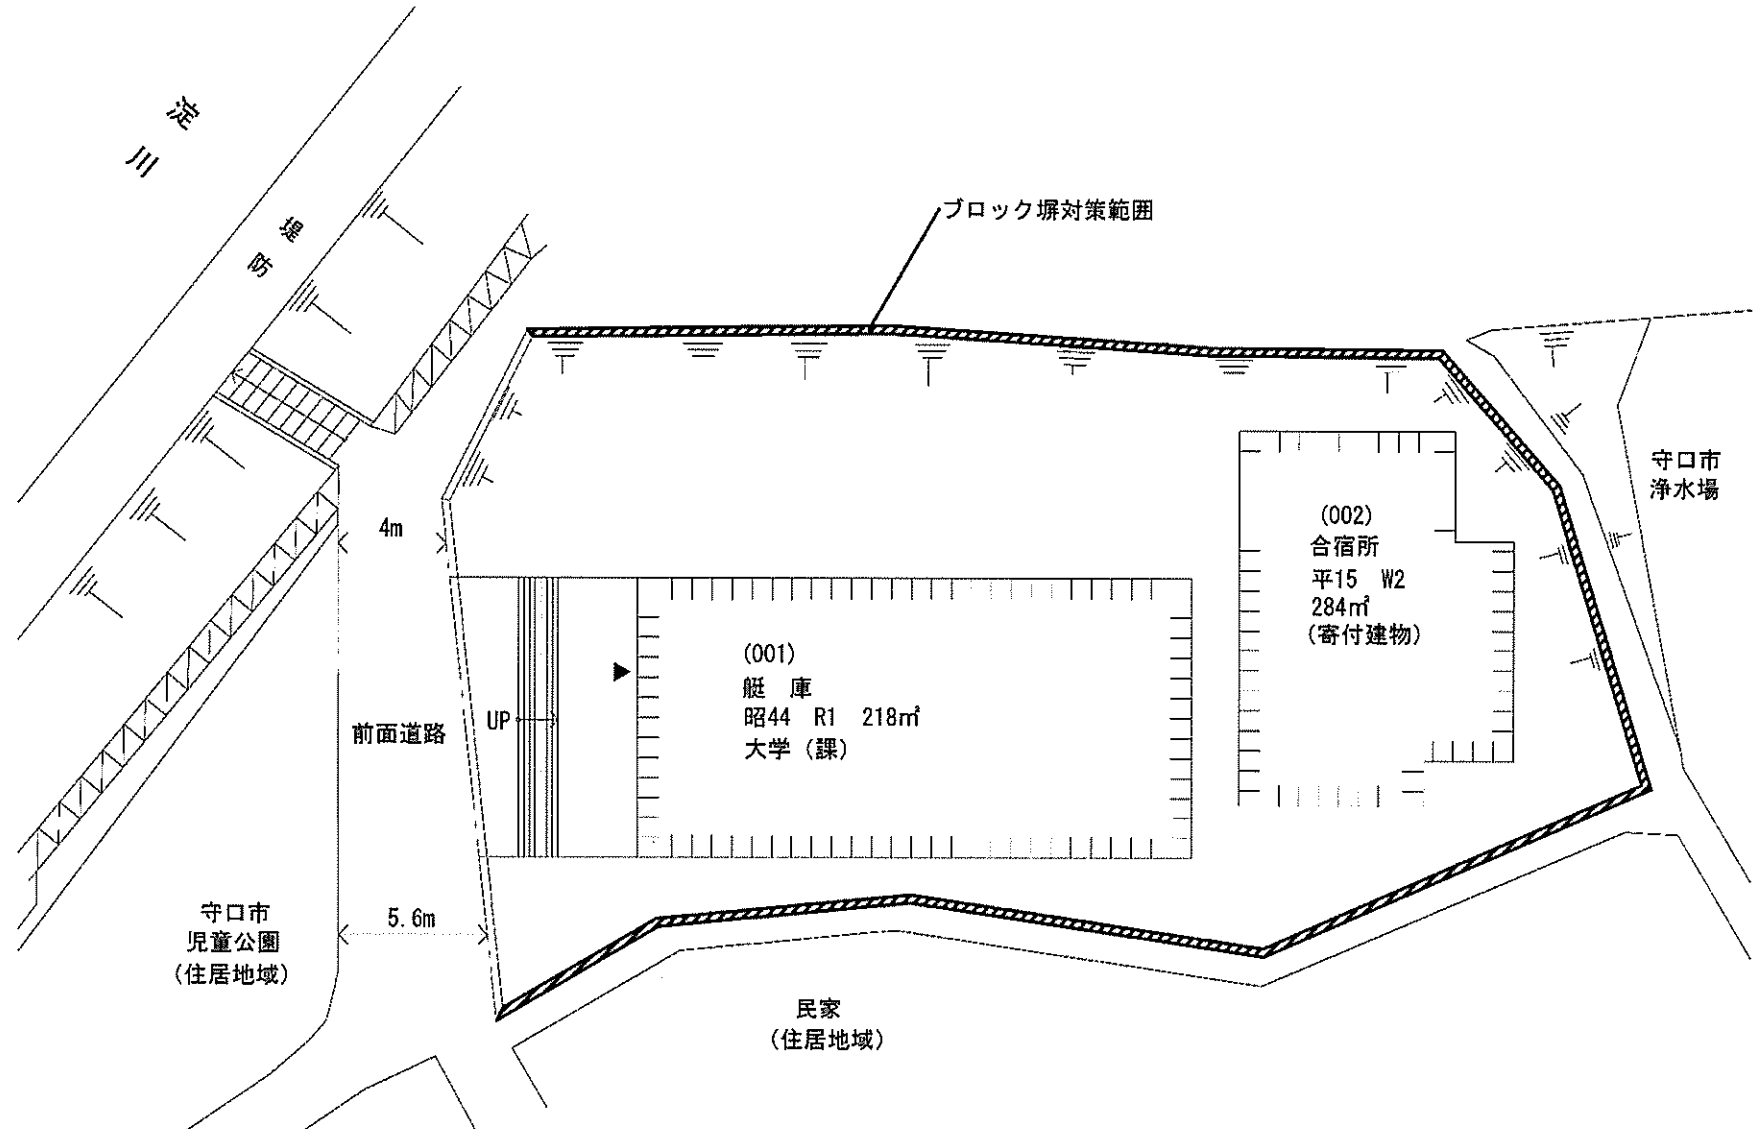 淀川
堤防
ブロック塀対策範囲
守口市
浄水場
(002)
合宿所
平15 W2
284㎡
(寄付建物)
4m
(001)
艇 庫
昭44 R1 218㎡
大学(課)
前面道路
UP
5.6m
守口市
児童公園
(住居地域)
民家
(住居地域)